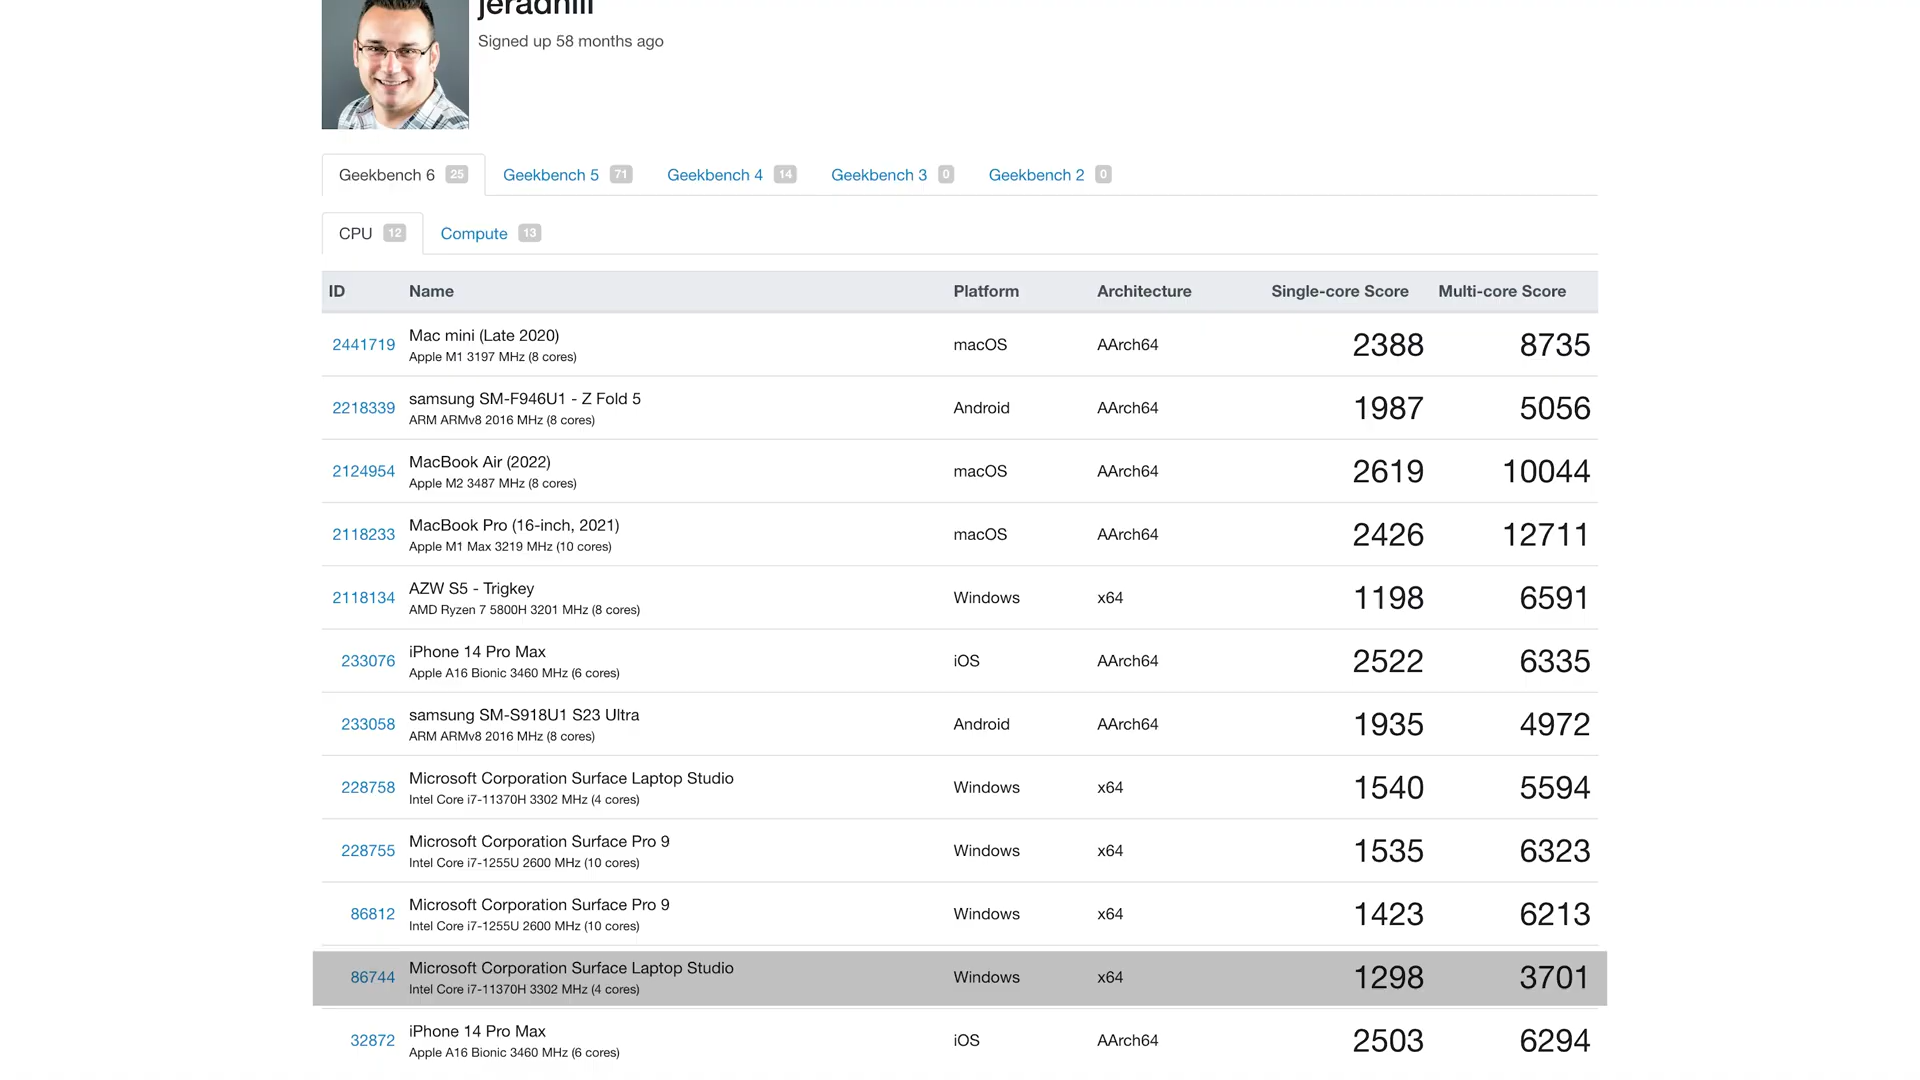 jeradhill
Signed up 58 months ago
Geekbench 6 25 Geekbench 5 71 Geekbench 4 14 Geekbench 3 0 Geekbench 2 0
CPU 12 Compute 13
ID Name Platform Architecture Single-core Score Multi-core Score
2441719 Mac mini (Late 2020) macOS AArch64 2388 8735
Apple M1 3197 MHz (8 cores)
2218339 samsung SM-F946U1 - Z Fold 5 Android AArch64 1987 5056
ARM ARMv8 2016 MHz (8 cores)
2124954 MacBook Air (2022) macOS AArch64 2619 10044
Apple M2 3487 MHz (8 cores)
2118233 MacBook Pro (16-inch, 2021) macOS AArch64 2426 12711
Apple M1 Max 3219 MHz (10 cores)
2118134 AZW S5 - Trigkey Windows x64 1198 6591
AMD Ryzen 7 5800H 3201 MHz (8 cores)
233076 iPhone 14 Pro Max iOS AArch64 2522 6335
Apple A16 Bionic 3460 MHz (6 cores)
233058 samsung SM-S918U1 S23 Ultra Android AArch64 1935 4972
ARM ARMv8 2016 MHz (8 cores)
228758 Microsoft Corporation Surface Laptop Studio Windows x64 1540 5594
Intel Core i7-11370H 3302 MHz (4 cores)
228755 Microsoft Corporation Surface Pro 9 Windows x64 1535 6323
Intel Core i7-1255U 2600 MHz (10 cores)
86812 Microsoft Corporation Surface Pro 9 Windows x64 1423 6213
Intel Core i7-1255U 2600 MHz (10 cores)
86744 Microsoft Corporation Surface Laptop Studio Windows x64 1298 3701
Intel Core i7-11370H 3302 MHz (4 cores)
32872 iPhone 14 Pro Max iOS AArch64 2503 6294
Apple A16 Bionic 3460 MHz (6 cores)